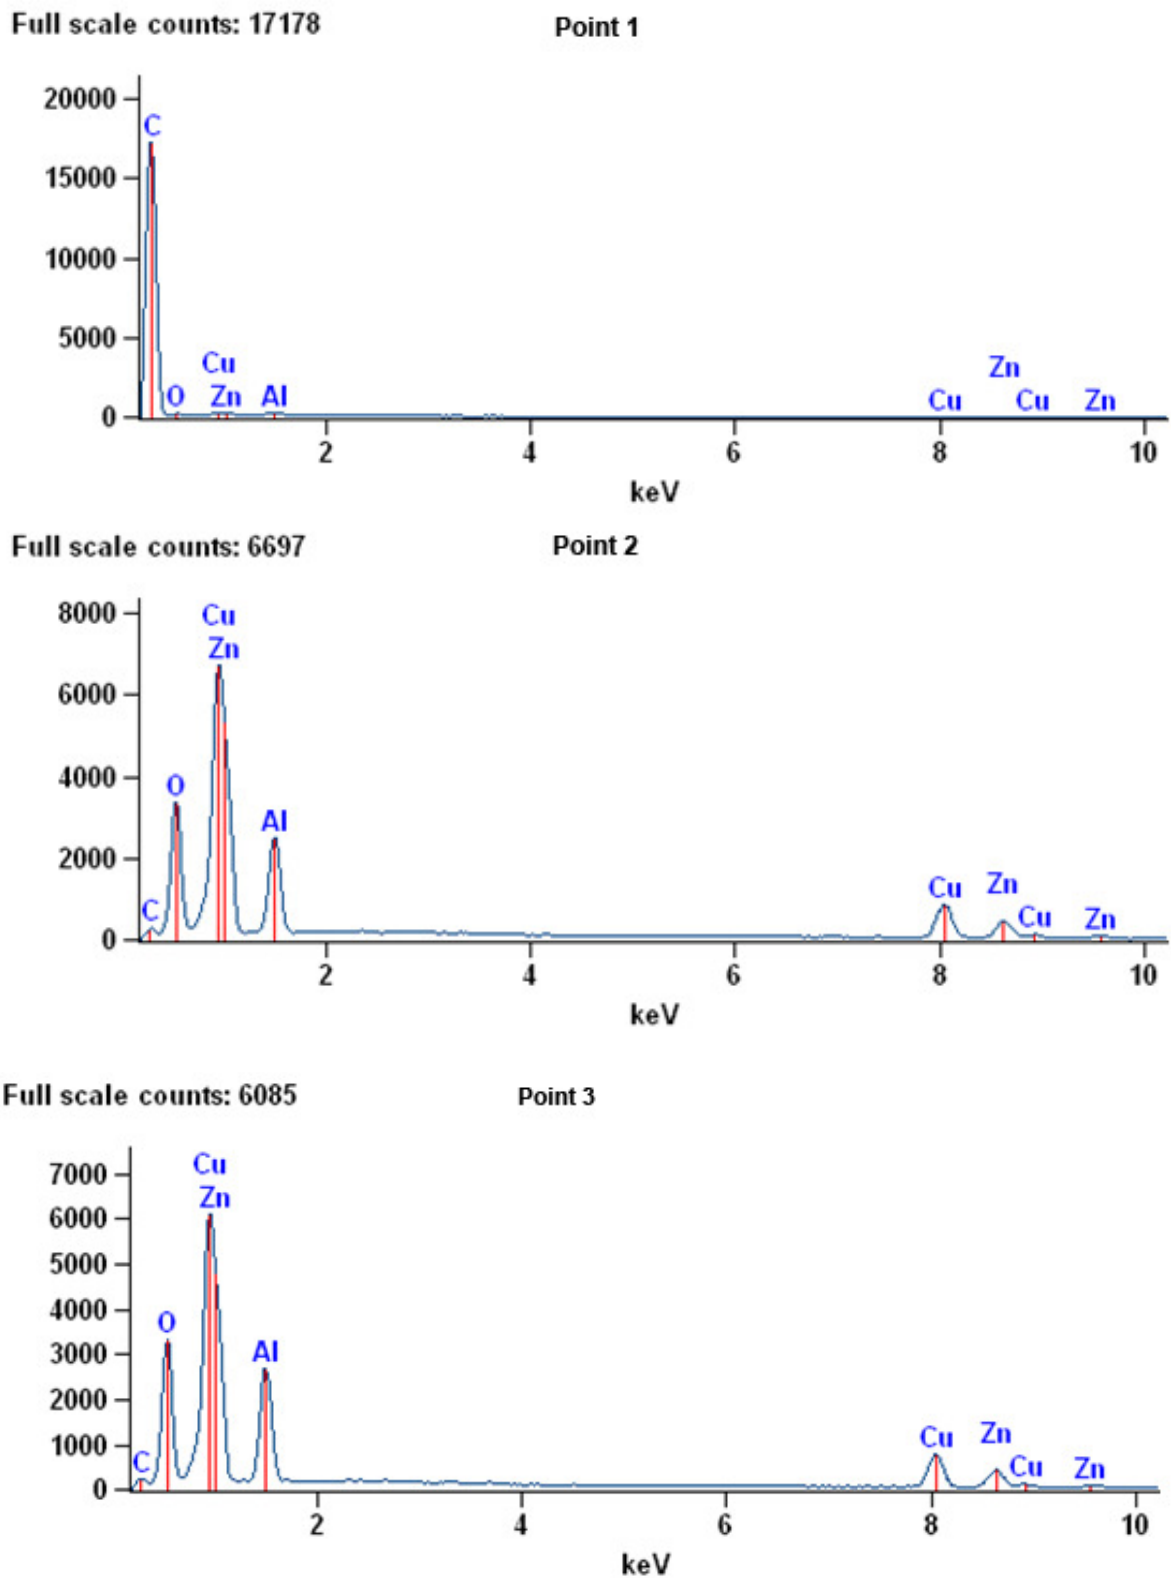 Full scale counts: 17178 Point 1
20000
C
15000
10000
5000
Cu
Zn
O Zn Al Cu Cu Zn
0
2 4 6 8 10
keV
Full scale counts: 6697 Point 2
8000
Cu
Zn
6000
4000
O
Al
2000
Cu Zn
C Cu Zn
0
2 4 6 8 10
keV
Full scale counts: 6085 Point 3
7000
Cu
Zn
6000
5000
4000
O
3000
Al
2000
1000
Cu Zn
C Cu Zn
0
2 4 6 8 10
keV